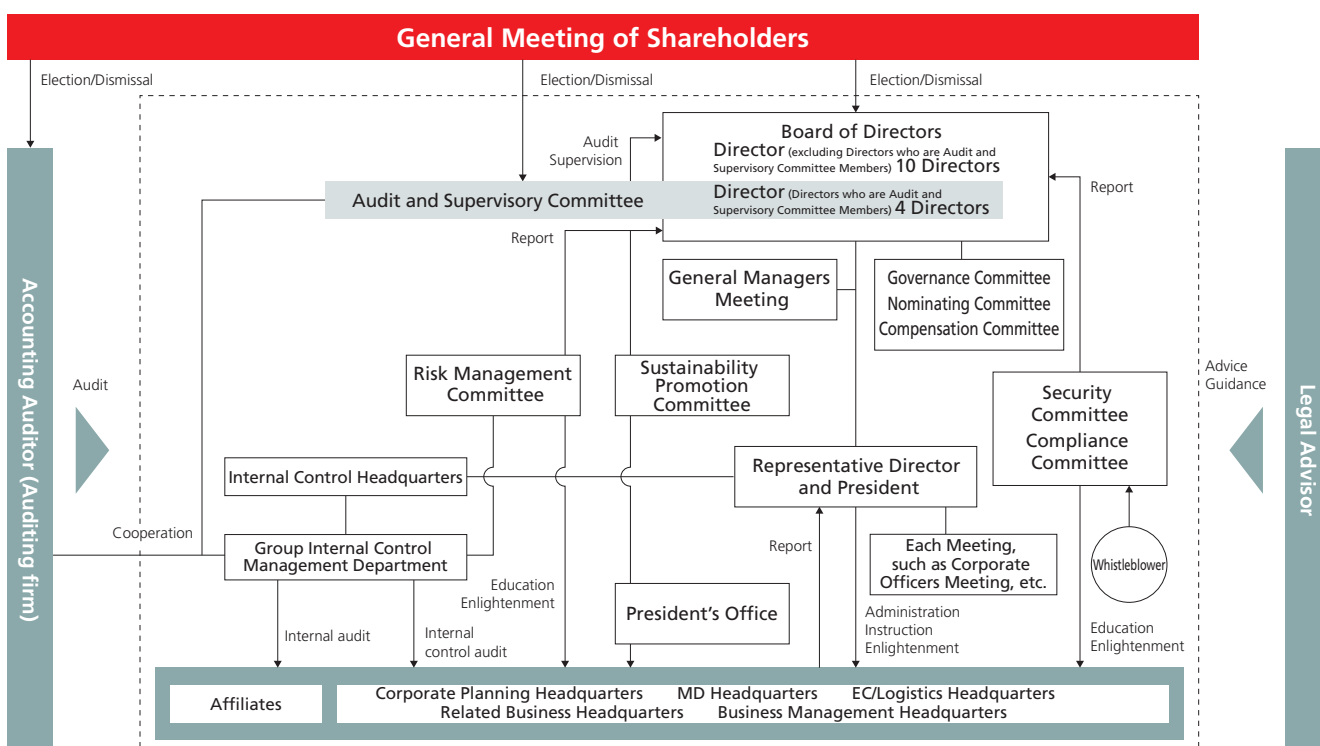 General Meeting of Shareholders
Election/Dismissal
Election/Dismissal
Election/Dismissal
Board of Directors
Director (excluding Directors who are Audit and
Supervisory Committee Members) 10 Directors
Audit
Supervision
Audit and Supervisory Committee
Director (Directors who are Audit and
Supervisory Committee Members) 4 Directors
Report
Report
General Managers
Meeting
Governance Committee
Nominating Committee
Compensation Committee
Accounting Auditor (Auditing firm)
Audit
Risk Management
Committee
Sustainability
Promotion
Committee
Security
Committee
Compliance
Committee
Advice
Guidance
Legal Advisor
Internal Control Headquarters
Representative Director
and President
Cooperation
Group Internal Control
Management Department
Report
Each Meeting,
such as Corporate
Officers Meeting, etc.
Whistleblower
Education
Enlightenment
President's Office
Administration
Instruction
Enlightenment
Education
Enlightenment
Internal audit
Internal
control audit
Affiliates
Corporate Planning Headquarters MD Headquarters EC/Logistics Headquarters
Related Business Headquarters Business Management Headquarters